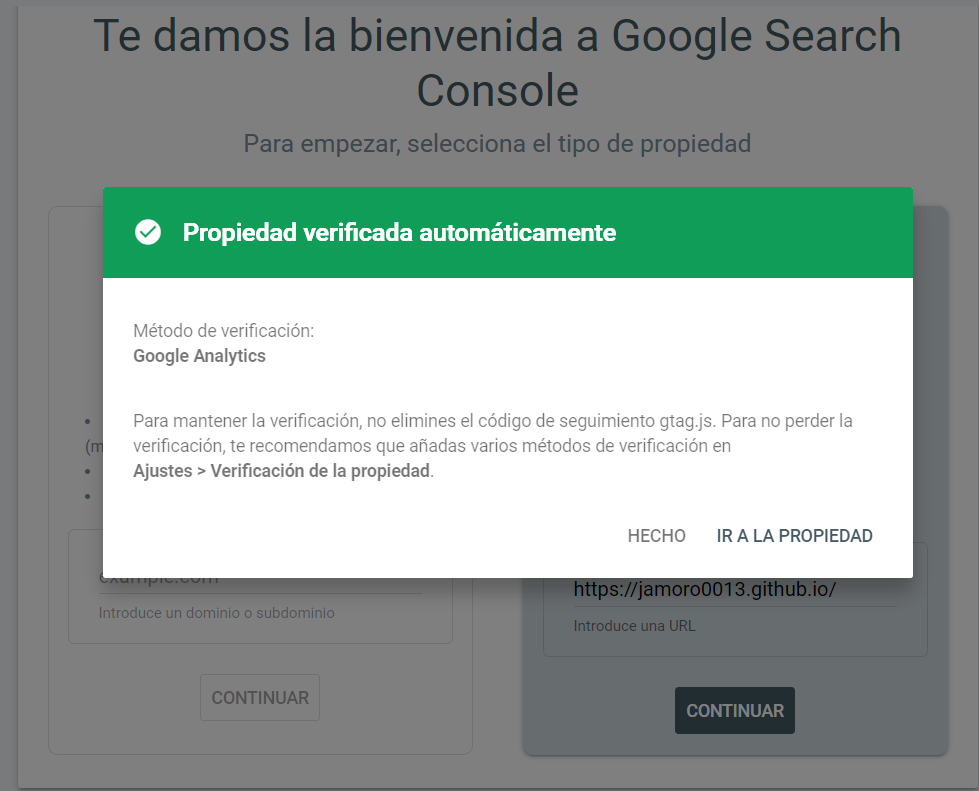 Te damos la bienvenida a Google Search
Console
Para empezar, selecciona el tipo de propiedad
Propiedad verificada automáticamente
Método de verificación:
Google Analytics
Para mantener la verificación, no elimines el código de seguimiento gtag.js. Para no perder la
verificación, te recomendamos que añadas varios métodos de verificación en
Ajustes > Verificación de la propiedad.
HECHO IR A LA PROPIEDAD
example.com
Introduce un dominio o subdominio
CONTINUAR
https://jamoro0013.github.io/
Introduce una URL
CONTINUAR